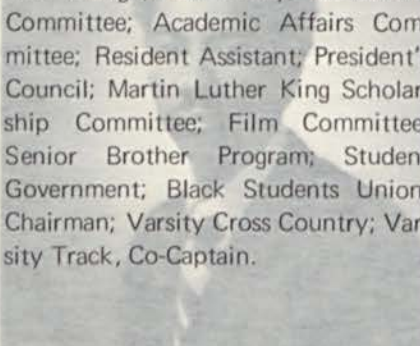 Committee; Academic Affairs Com
mittee; Resident Assistant; President'
Council; Martin Luther King Scholar
ship Committee; Film Committee
Senior Brother Program; Studen
Government; Black Students Union
Chairman; Varsity Cross Country; Var
sity Track, Co-Captain.